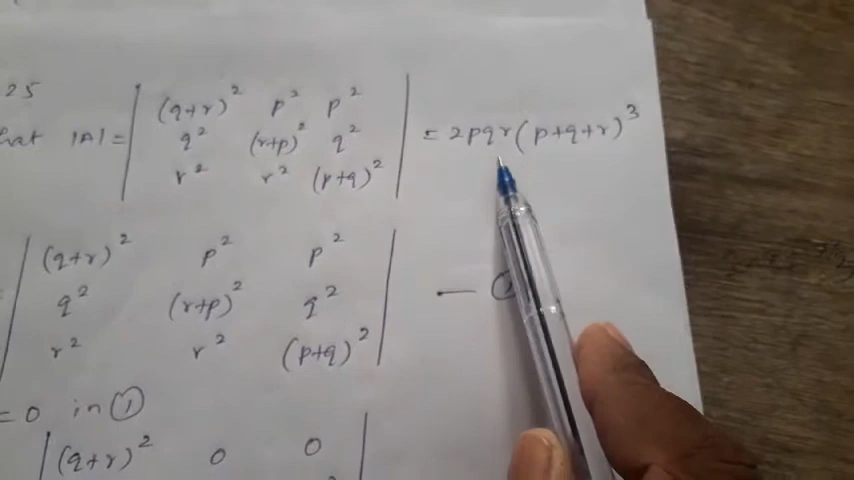 25
that |A| = | (q+r)² p² p² |
| q² (r+p)² q² | = 2pqr(p+q+r)³
| r² r² (p+q)² |
= | (q+r)² p² p² |
| q² (r+p)² q² | — ①
| r² r² (p+q)² |
= 0 in ①
| (q+r)² 0 0 |